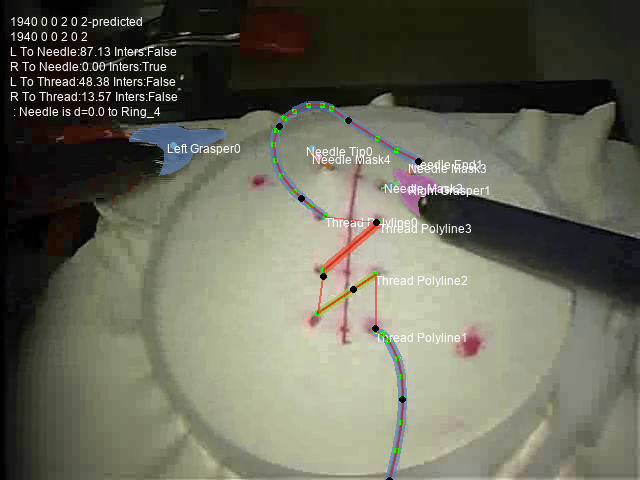 1940 0 0 2 0 2-predicted
1940 0 0 2 0 2
L To Needle:87.13 Inters:False
R To Needle:0.00 Inters:True
L To Thread:48.38 Inters:False
R To Thread:13.57 Inters:False
: Needle is d=0.0 to Ring_4
Left Grasper0
Needle Tip0
Needle Mask4
Needle End1
Needle Mask3
Needle Mask2
Right Grasper1
Thread Polyline0
Thread Polyline3
Thread Polyline2
Thread Polyline1